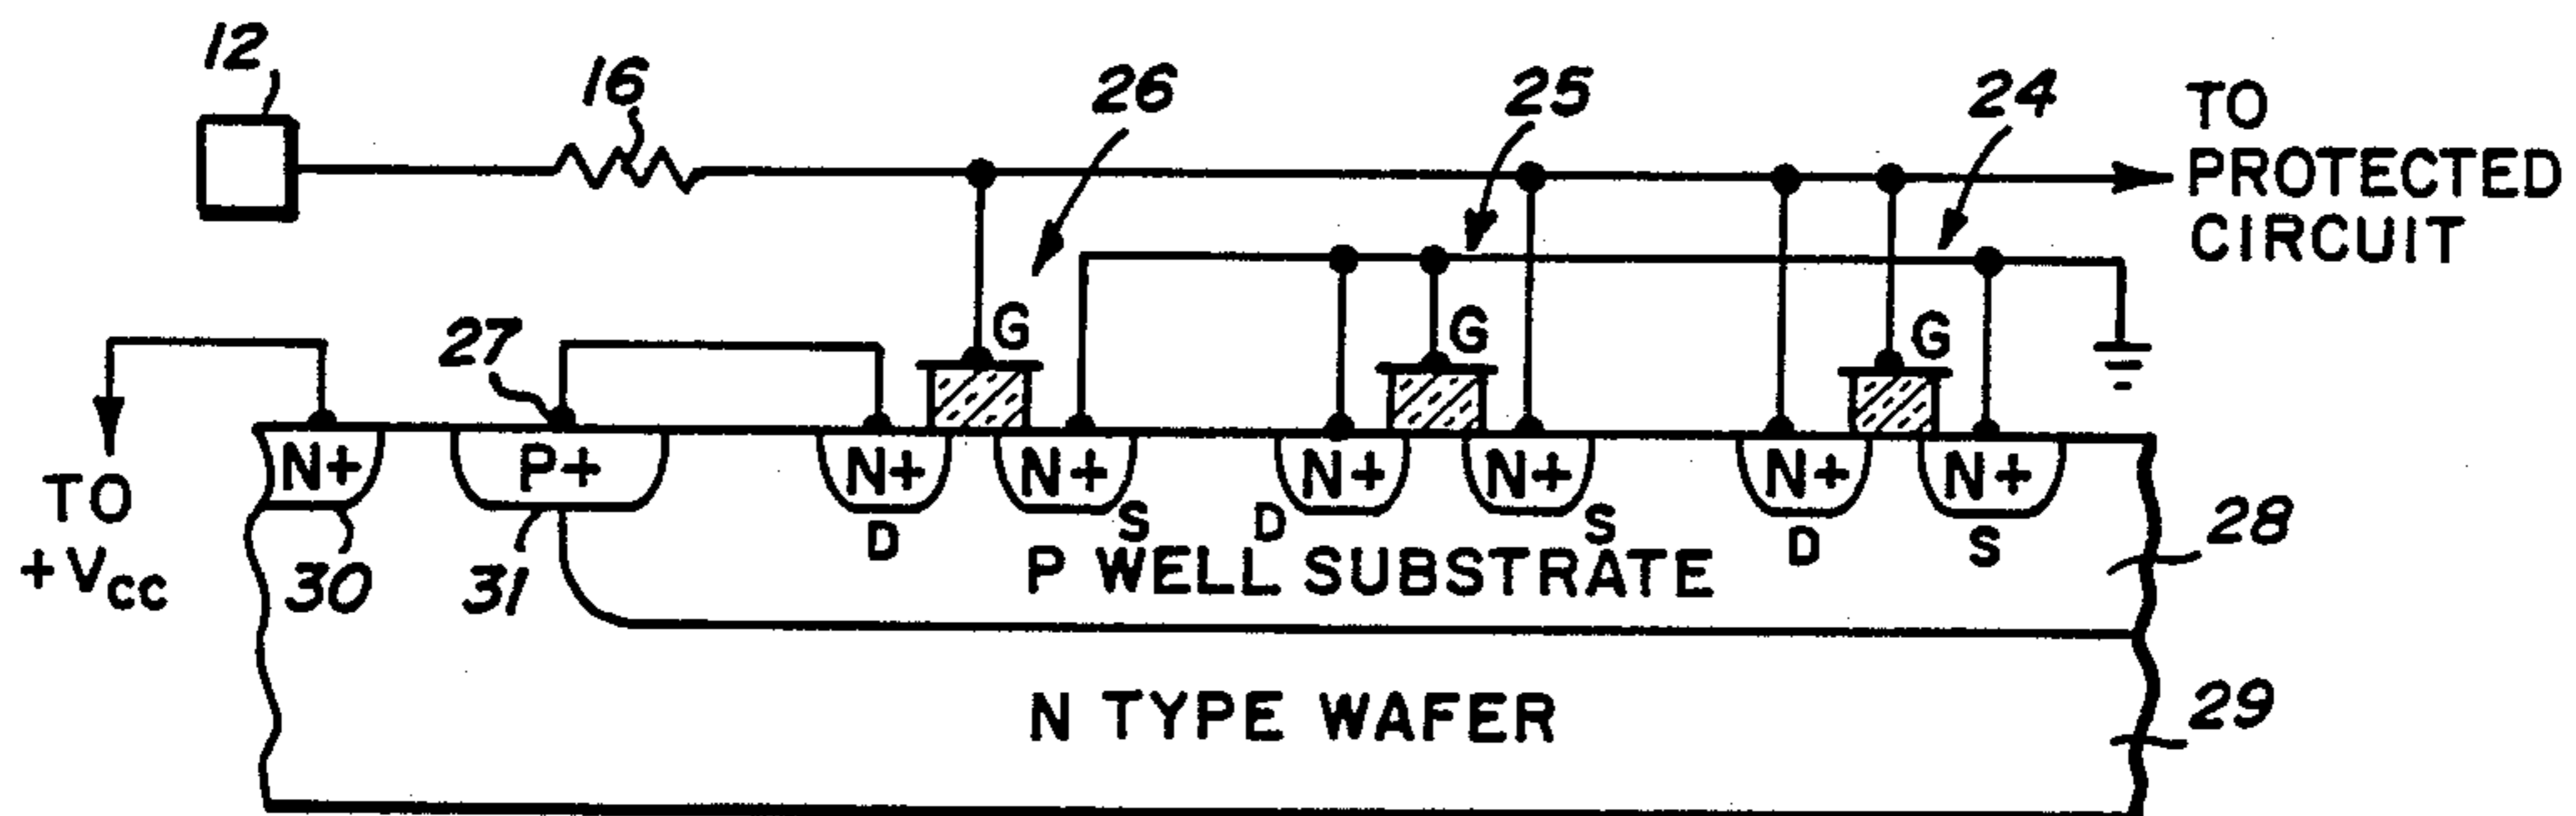 12
16
26
25
24
TO
PROTECTED
CIRCUIT
27
G
G
G
TO
+VCC
N+
P+
N+
N+
N+
N+
N+
N+
30
31
D
S
D
S
D
S
P WELL SUBSTRATE
28
N TYPE WAFER
29